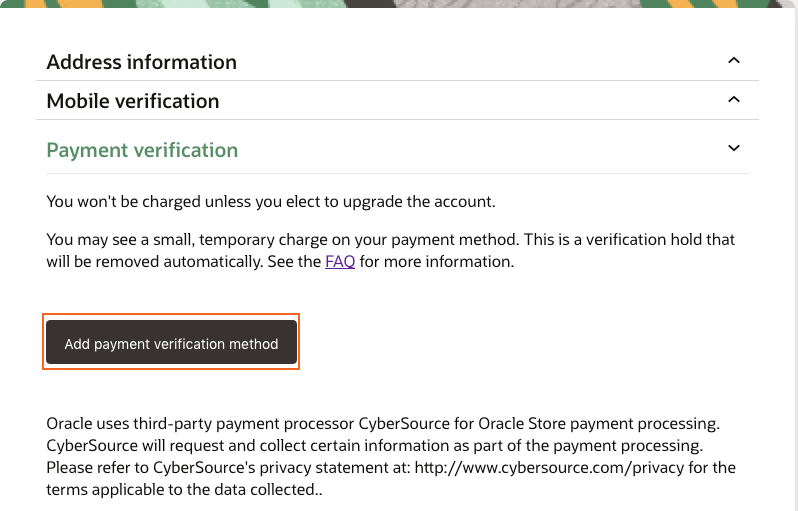 Address information
Mobile verification
Payment verification
You won't be charged unless you elect to upgrade the account.
You may see a small, temporary charge on your payment method. This is a verification hold that
will be removed automatically. See the FAQ for more information.
Add payment verification method
Oracle uses third-party payment processor CyberSource for Oracle Store payment processing.
CyberSource will request and collect certain information as part of the payment processing.
Please refer to CyberSource's privacy statement at: http://www.cybersource.com/privacy for the
terms applicable to the data collected..